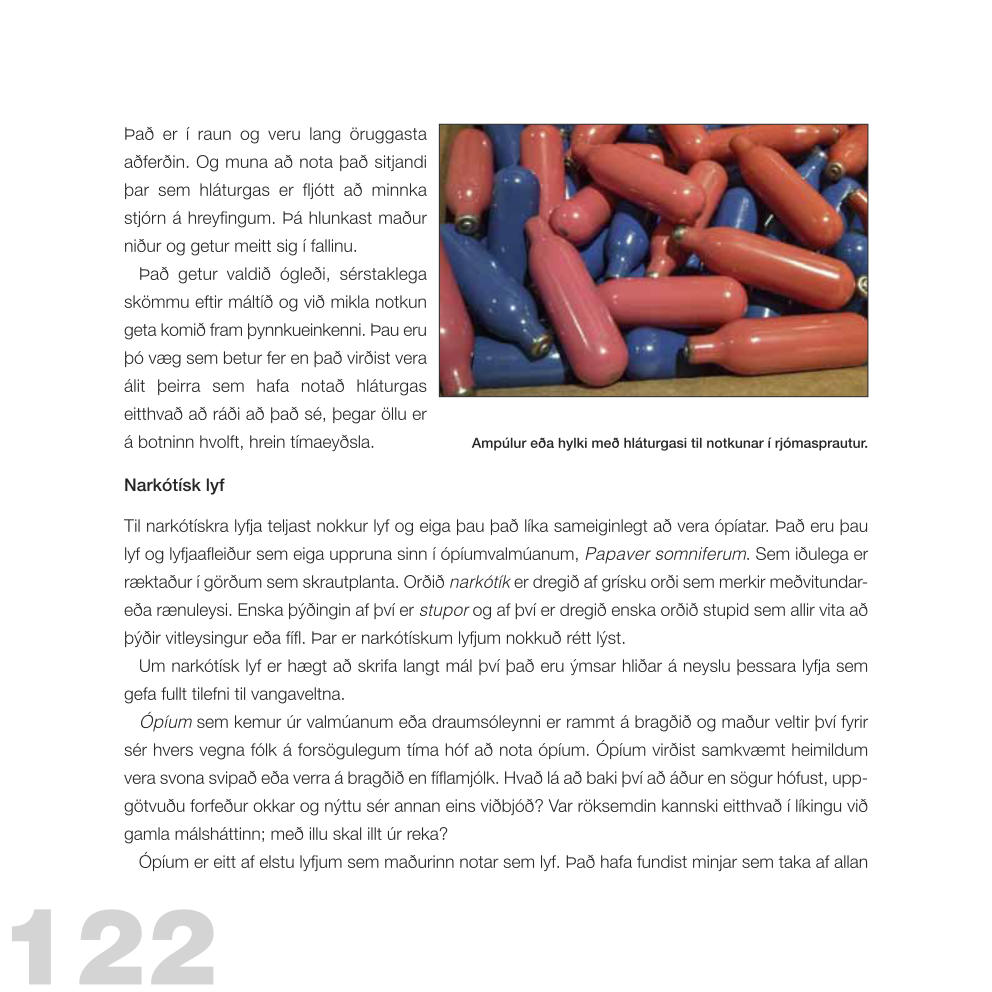 Það er í raun og veru lang öruggasta
aðferðin. Og muna að nota það sitjandi
þar sem hláturgas er fljótt að minnka
stjórn á hreyfingum. Þá hlunkast maður
niður og getur meitt sig í fallinu.
Það getur valdið ógleði, sérstaklega
skömmu eftir máltíð og við mikla notkun
geta komið fram þynnkueinkenni. Þau eru
þó væg sem betur fer en það virðist vera
álit þeirra sem hafa notað hláturgas
eitthvað að ráði að það sé, þegar öllu er
á botninn hvolft, hrein tímaeyðsla.
Ampúlur eða hylki með hláturgasi til notkunar í rjómasprautur.
Narkótísk lyf
Til narkótískra lyfja teljast nokkur lyf og eiga þau það líka sameiginlegt að vera ópíatar. Það eru þau
lyf og lyfjaafleiður sem eiga uppruna sinn í ópíumvalmúanum, Papaver somniferum. Sem iðulega er
ræktaður í görðum sem skrautplanta. Orðið narkótík er dregið af grísku orði sem merkir meðvitundar-
eða rænuleysi. Enska þýðingin af því er stupor og af því er dregið enska orðið stupid sem allir vita að
þýðir vitleysingur eða fífl. Þar er narkótískum lyfjum nokkuð rétt lýst.
Um narkótísk lyf er hægt að skrifa langt mál því það eru ýmsar hliðar á neyslu þessara lyfja sem
gefa fullt tilefni til vangaveltna.
Ópíum sem kemur úr valmúanum eða draumsóleynni er rammt á bragðið og maður veltir því fyrir
sér hvers vegna fólk á forsögulegum tíma hóf að nota ópíum. Ópíum virðist samkvæmt heimildum
vera svona svipað eða verra á bragðið en fíflamjólk. Hvað lá að baki því að áður en sögur hófust, upp-
götvuðu forfeður okkar og nýttu sér annan eins viðbjóð? Var röksemdin kannski eitthvað í líkingu við
gamla málsháttinn; með illu skal illt úr reka?
Ópíum er eitt af elstu lyfjum sem maðurinn notar sem lyf. Það hafa fundist minjar sem taka af allan
122